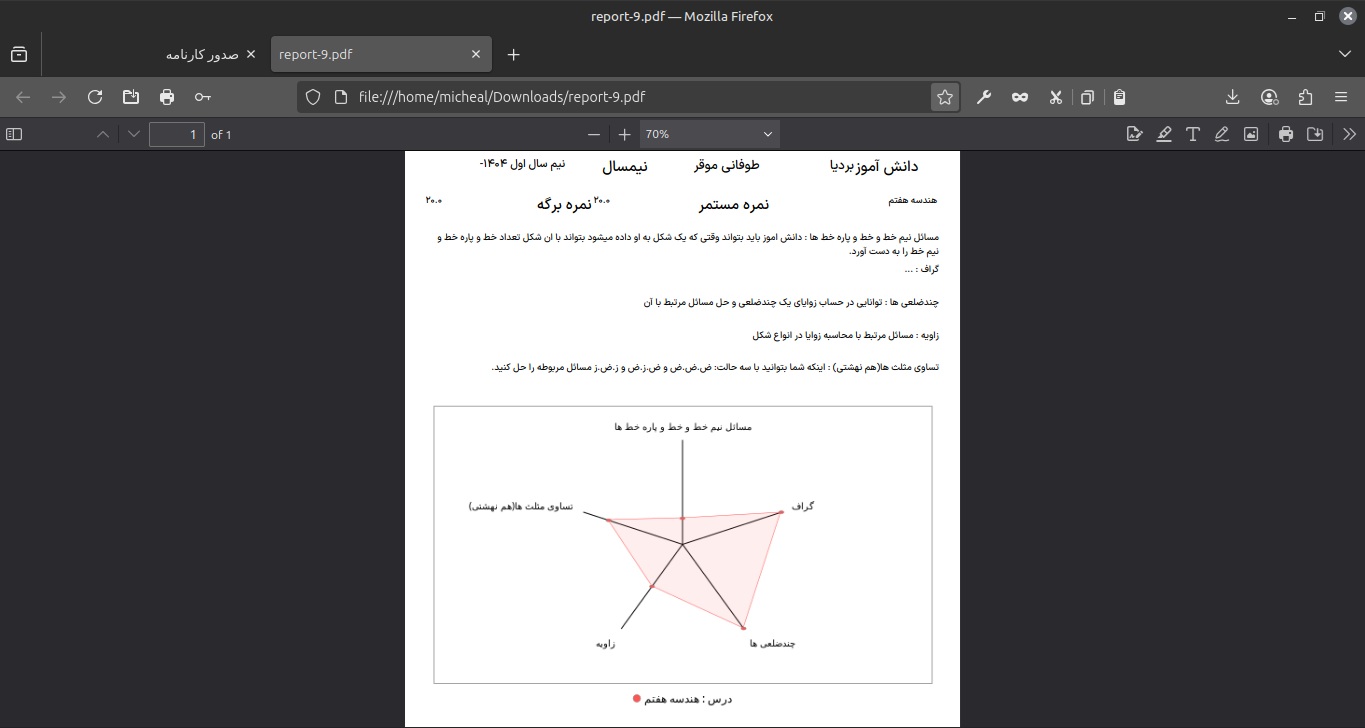 report-9.pdf — Mozilla Firefox
صدور کارنامه
report-9.pdf
file:///home/micheal/Downloads/report-9.pdf
1 of 1
70%
دانش آموز بردیا طوفانی موقر نیمسال نیم سال اول ۱۴۰۴-
هندسه هفتم نمره مستمر ۲۰.۰ نمره برگه ۲۰.۰
مسائل نیم خط و خط و پاره خط ها : دانش اموز باید بتواند وقتی که یک شکل به او داده میشود بتواند با ان شکل تعداد خط و پاره خط و
نیم خط را به دست آورد.
گراف : ...
چندضلعی ها : توانایی در حساب زوایای یک چندضلعی و حل مسائل مرتبط با آن
زاویه : مسائل مرتبط با محاسبه زوایا در انواع شکل
تساوی مثلث ها(هم نهشتی) : اینکه شما بتوانید با سه حالت: ض.ض.ض و ض.ز.ض و ز.ض.ز مسائل مربوطه را حل کنید.
مسائل نیم خط و خط و پاره خط ها
گراف
تساوی مثلث ها(هم نهشتی)
زاویه
چندضلعی ها
درس : هندسه هفتم